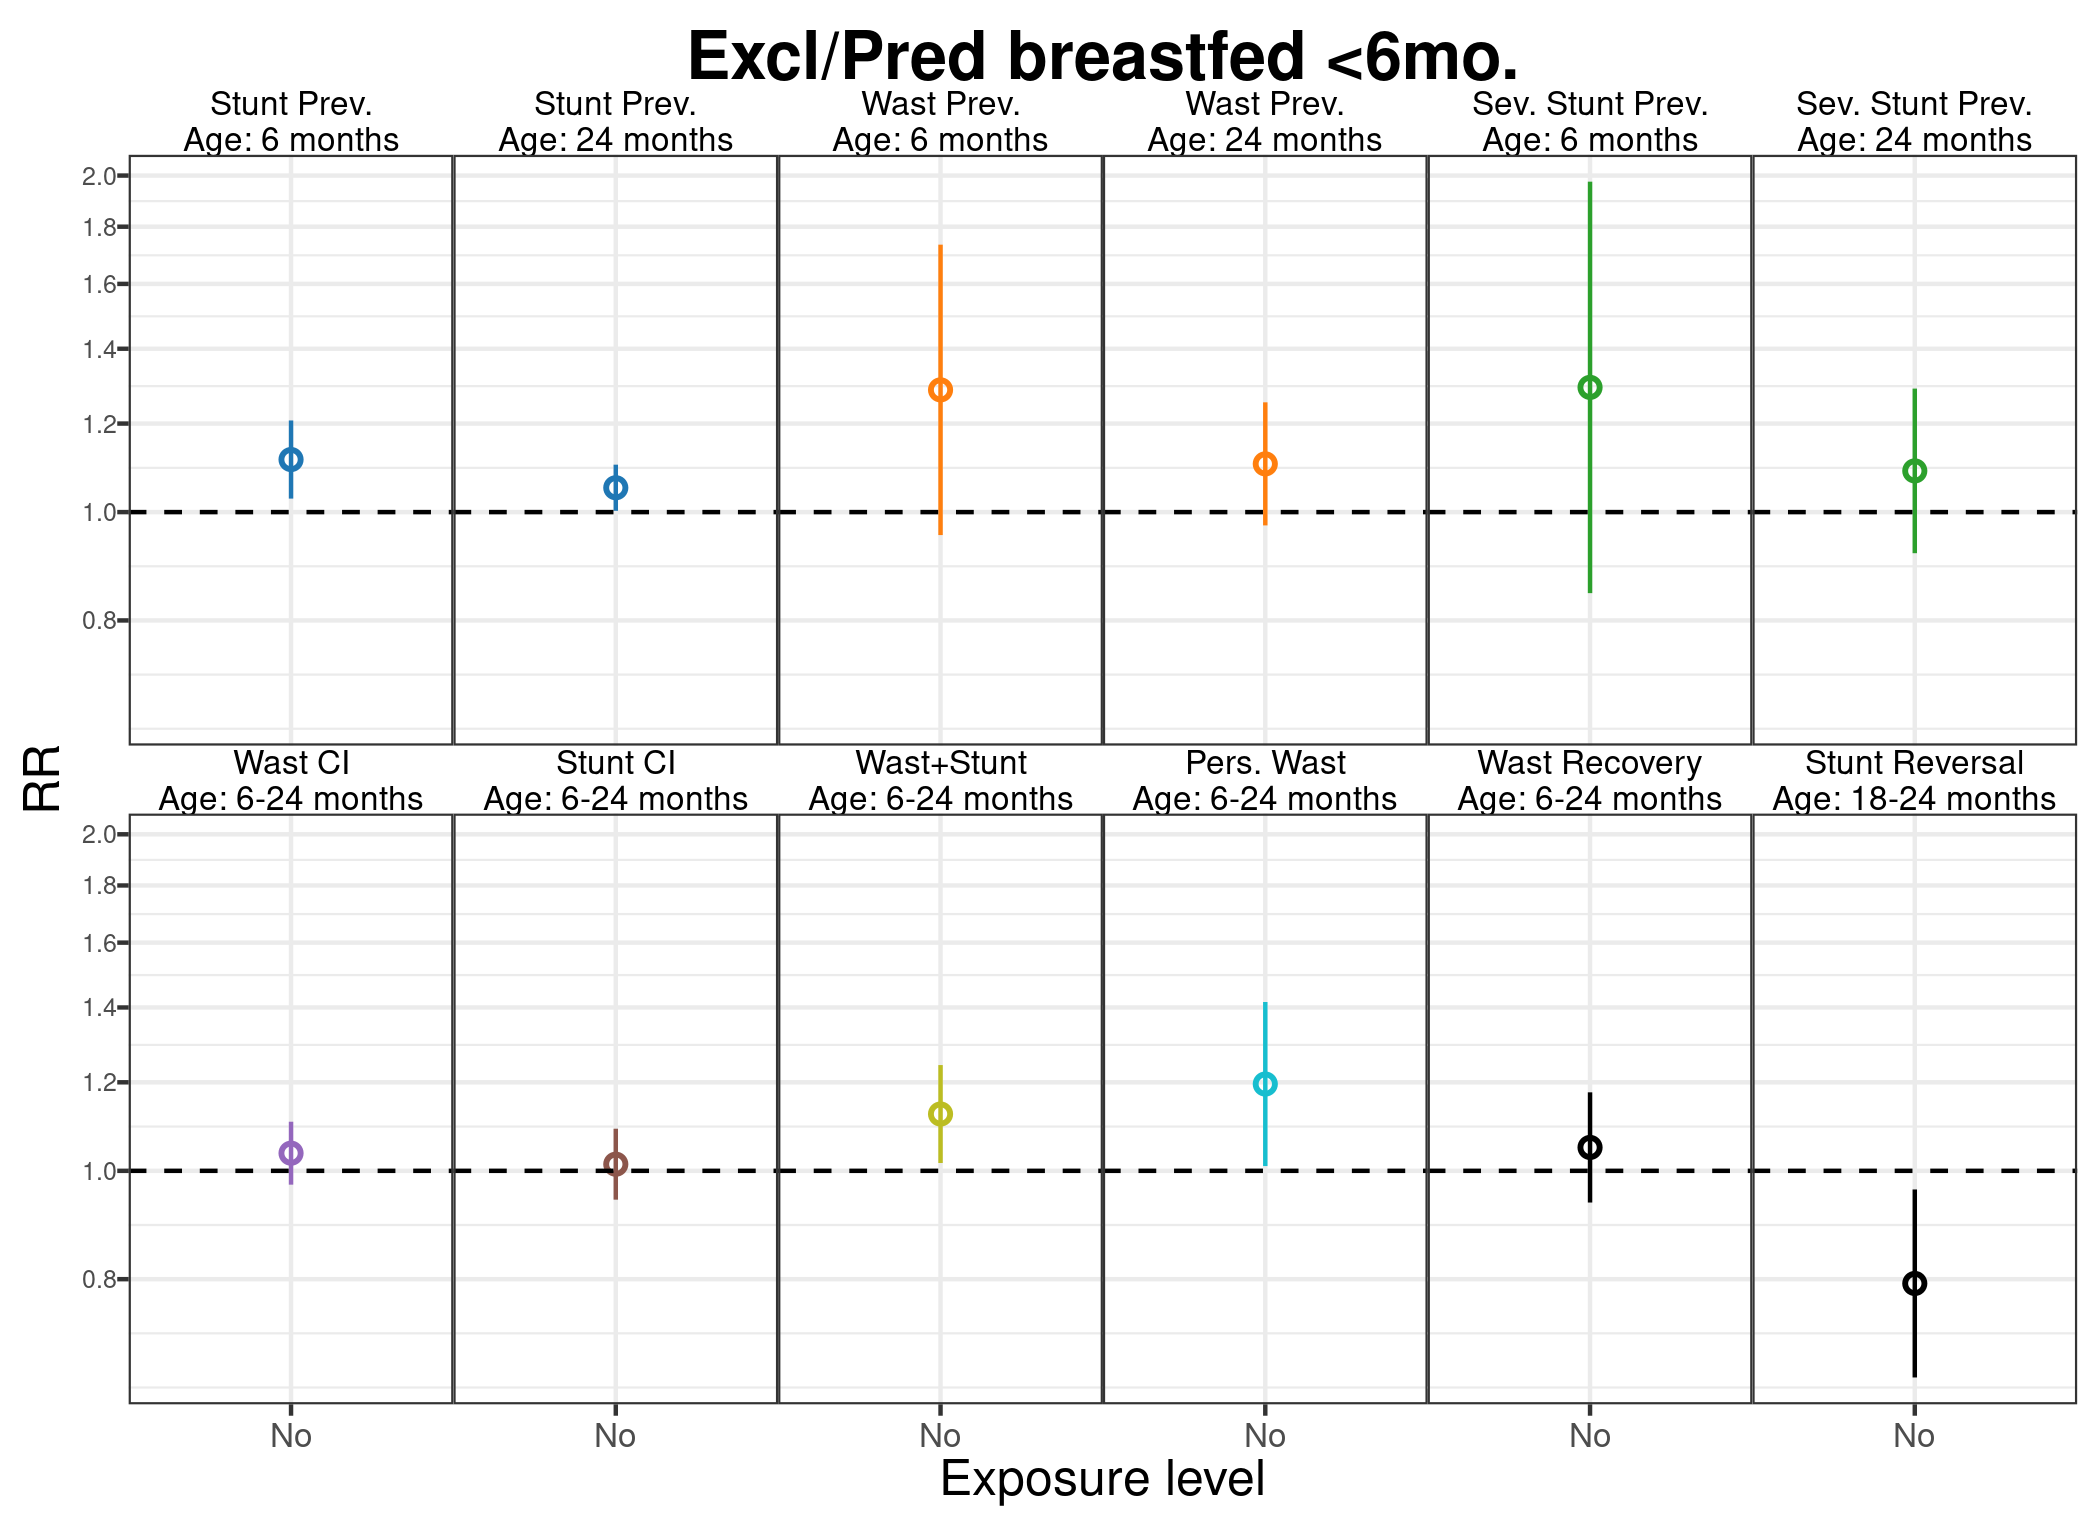 Excl/Pred breastfed <6mo.
Stunt Prev.
Age: 6 months
Stunt Prev.
Age: 24 months
Wast Prev.
Age: 6 months
Wast Prev.
Age: 24 months
Sev. Stunt Prev.
Age: 6 months
Sev. Stunt Prev.
Age: 24 months
2.0
1.8
1.6
1.4
1.2
1.0
0.8
RR
Wast CI
Age: 6-24 months
Stunt CI
Age: 6-24 months
Wast+Stunt
Age: 6-24 months
Pers. Wast
Age: 6-24 months
Wast Recovery
Age: 6-24 months
Stunt Reversal
Age: 18-24 months
2.0
1.8
1.6
1.4
1.2
1.0
0.8
No
No
No
No
No
No
Exposure level